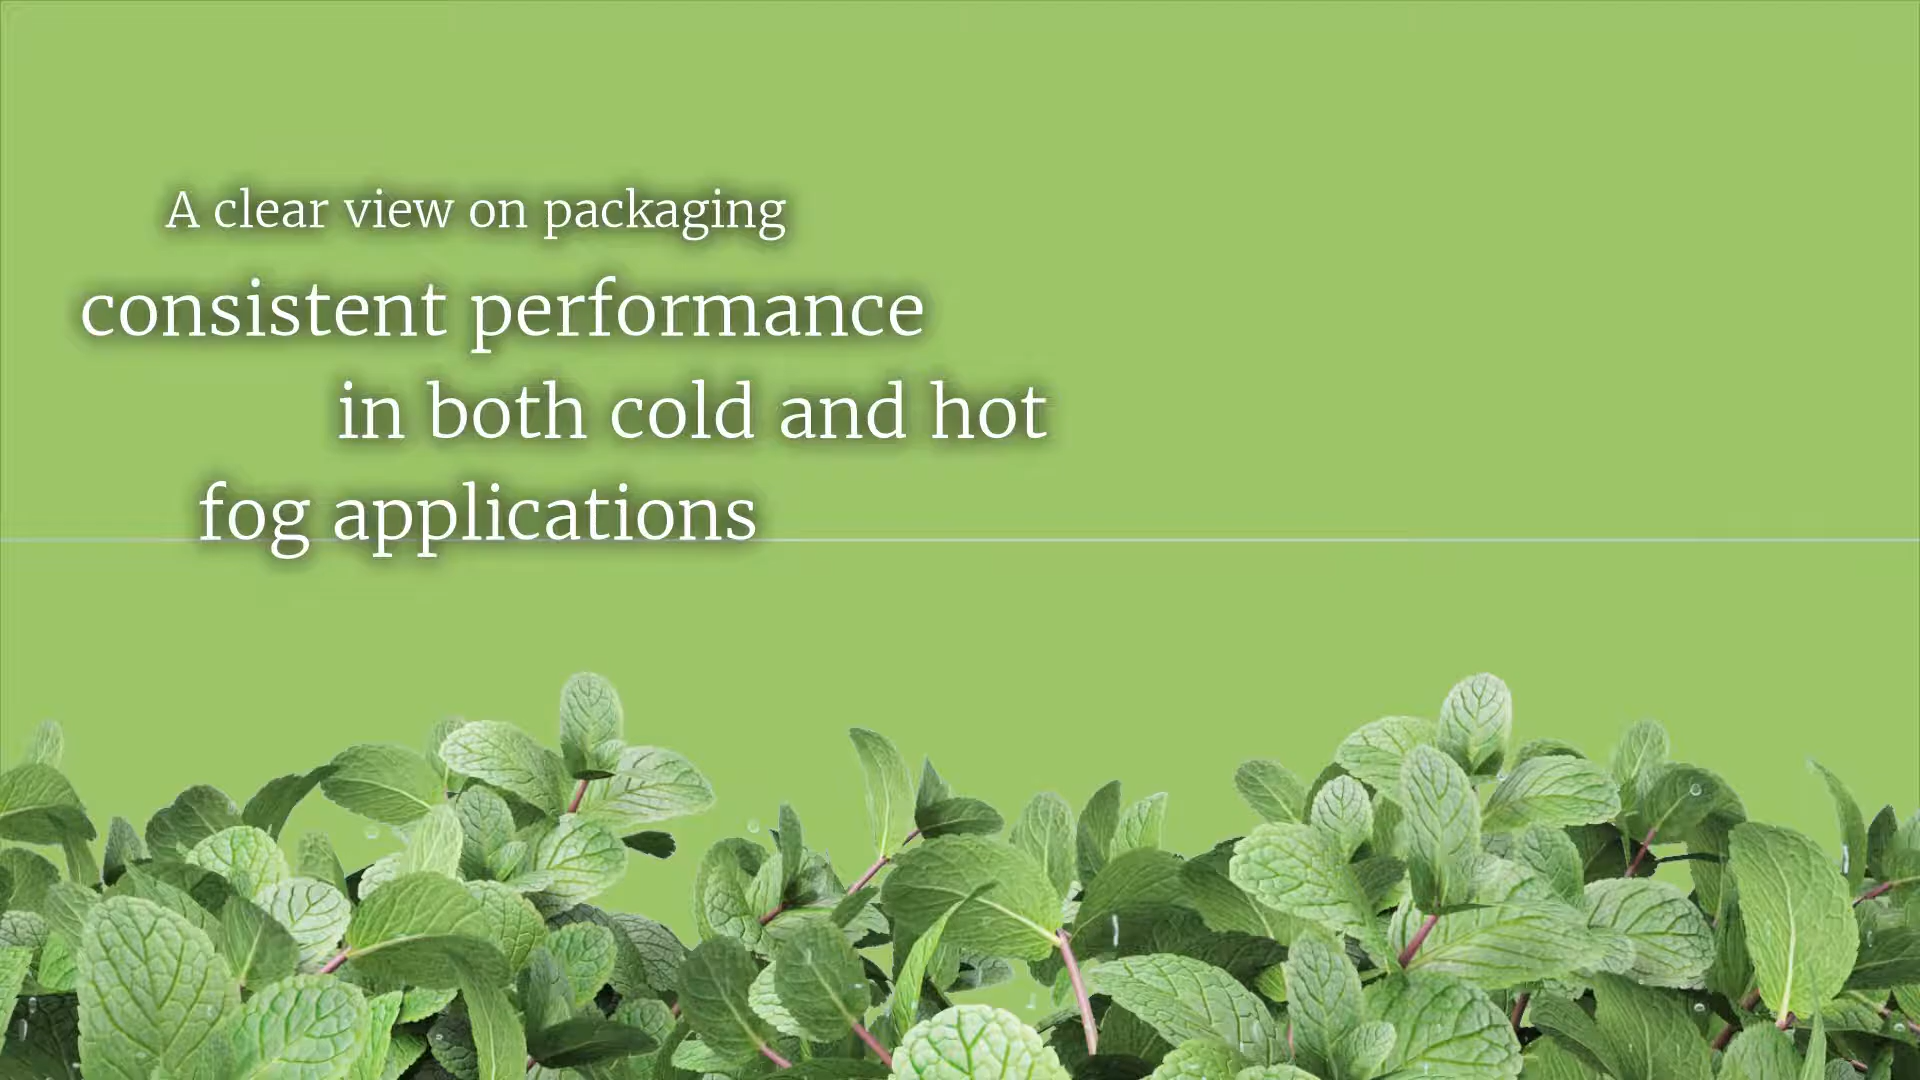 A clear view on packaging
consistent performance
in both cold and hot
fog applications